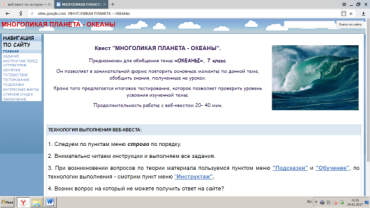 МНОГОЛИКАЯ ПЛАНЕТА - ОКЕАНЫ
НАВИГАЦИЯ
ПО САЙТУ
ГЛАВНАЯ
Квест "МНОГОЛИКАЯ ПЛАНЕТА - ОКЕАНЫ".
Предназначен для обобщения темы «ОКЕАНЫ», 7 класс.
Он позволяет в занимательной форме повторить основные моменты по данной теме,
обобщить знания, полученные на уроках.
Кроме того предлагается итоговое тестирование, которое позволит проверить уровень
усвоения изученной темы.
Продолжительность работы с веб-квестом 20- 40 мин.
ТЕХНОЛОГИЯ ВЫПОЛНЕНИЯ ВЕБ-КВЕСТА:
1. Следуем по пунктам меню строго по порядку.
2. Внимательно читаем инструкции и выполняем все задания.
3. При возникновении вопросов по теории материала пользуемся пунктом меню "Подсказки" и "Обучение", по
технологии выполнения - смотрим пункт меню "Инструктаж".
4. Возник вопрос на который не можете получить ответ на сайте?